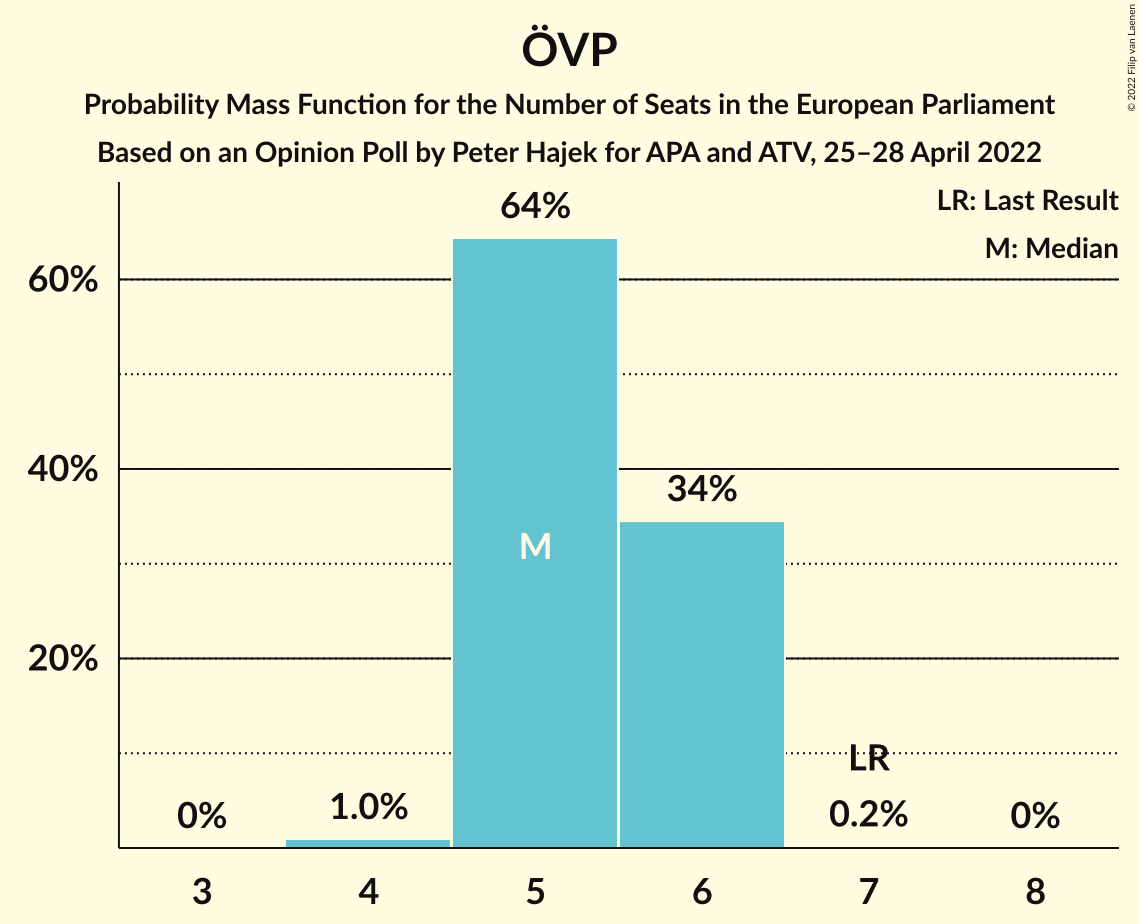 ÖVP
Probability Mass Function for the Number of Seats in the European Parliament
Based on an Opinion Poll by Peter Hajek for APA and ATV, 25–28 April 2022
© 2022 Filip van Laenen
LR: Last Result
M: Median
64%
60%
40%
34%
M
20%
LR
0%
1.0%
0.2%
0%
3
4
5
6
7
8